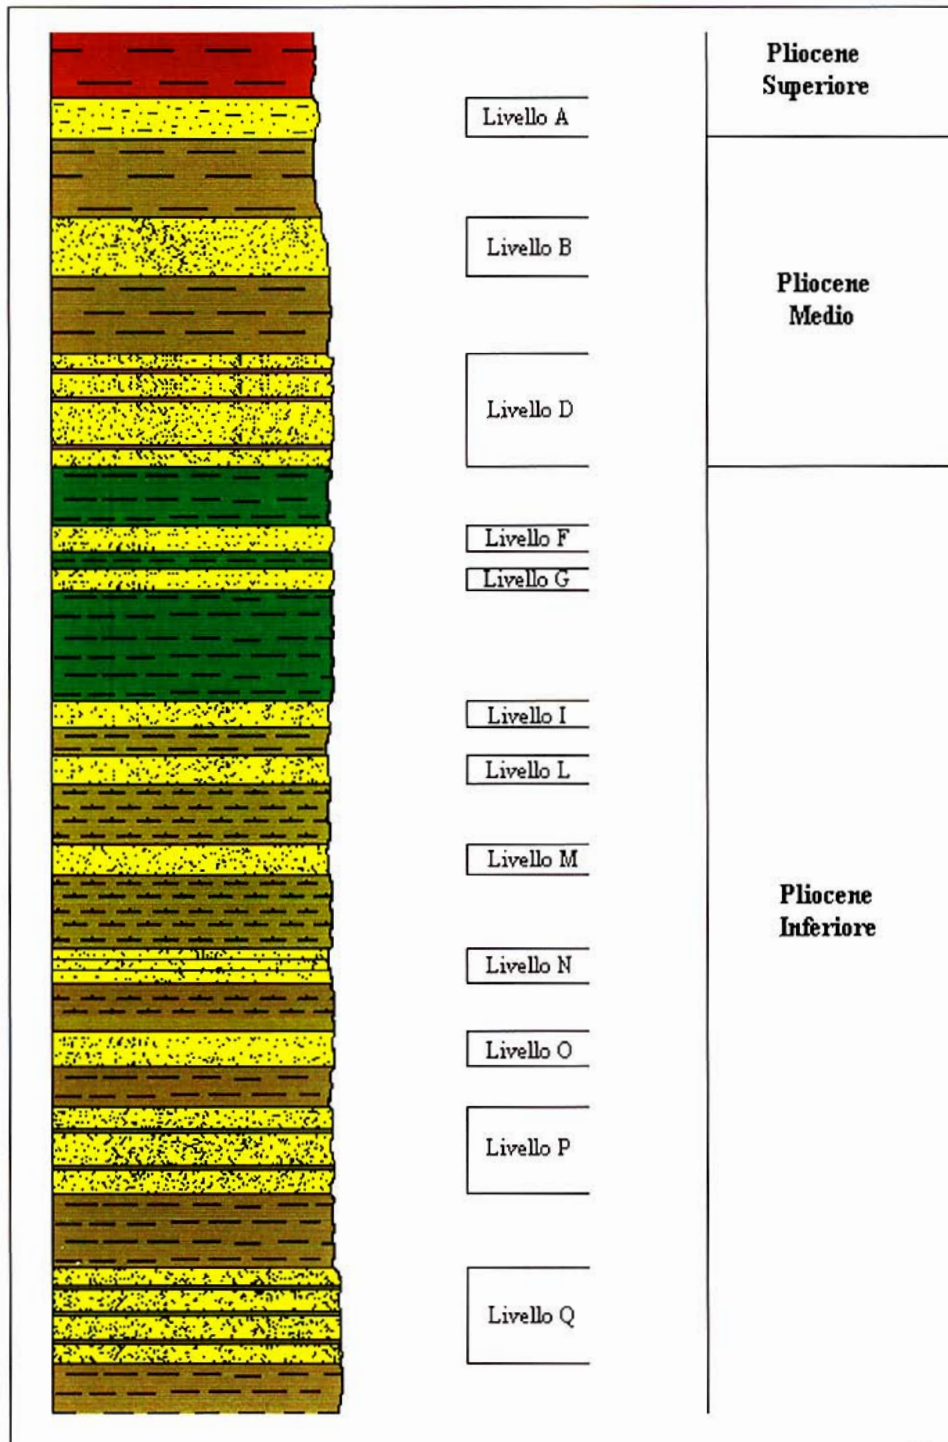 Pliocene
Superiore
Livello A
Livello B
Pliocene
Medio
Livello D
Livello F
Livello G
Livello I
Livello L
Livello M
Pliocene
Inferiore
Livello N
Livello O
Livello P
Livello Q